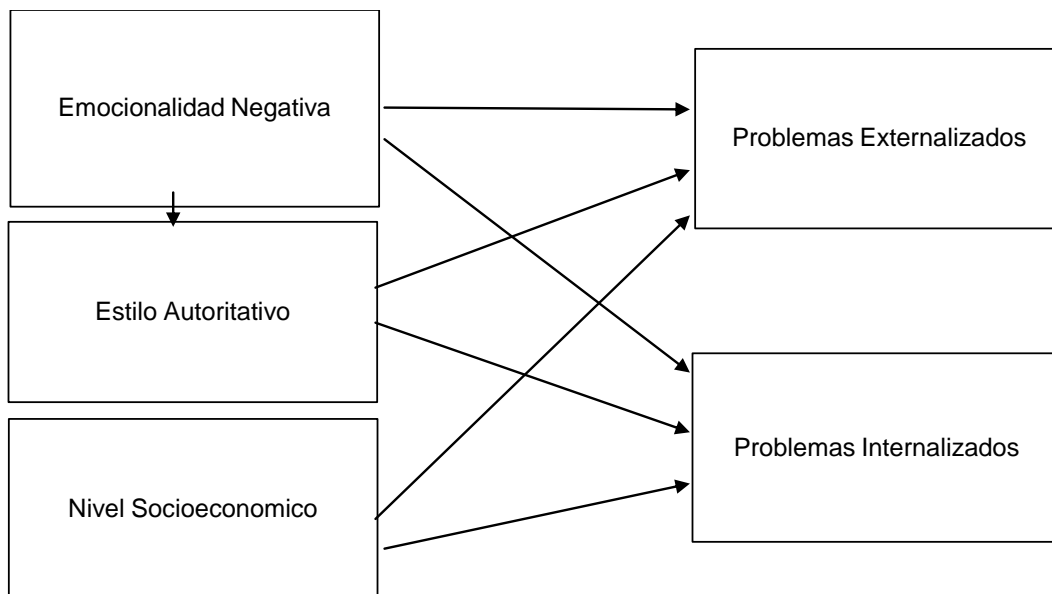 Emocionalidad Negativa
Problemas Externalizados
Estilo Autoritativo
Problemas Internalizados
Nivel Socioeconomico